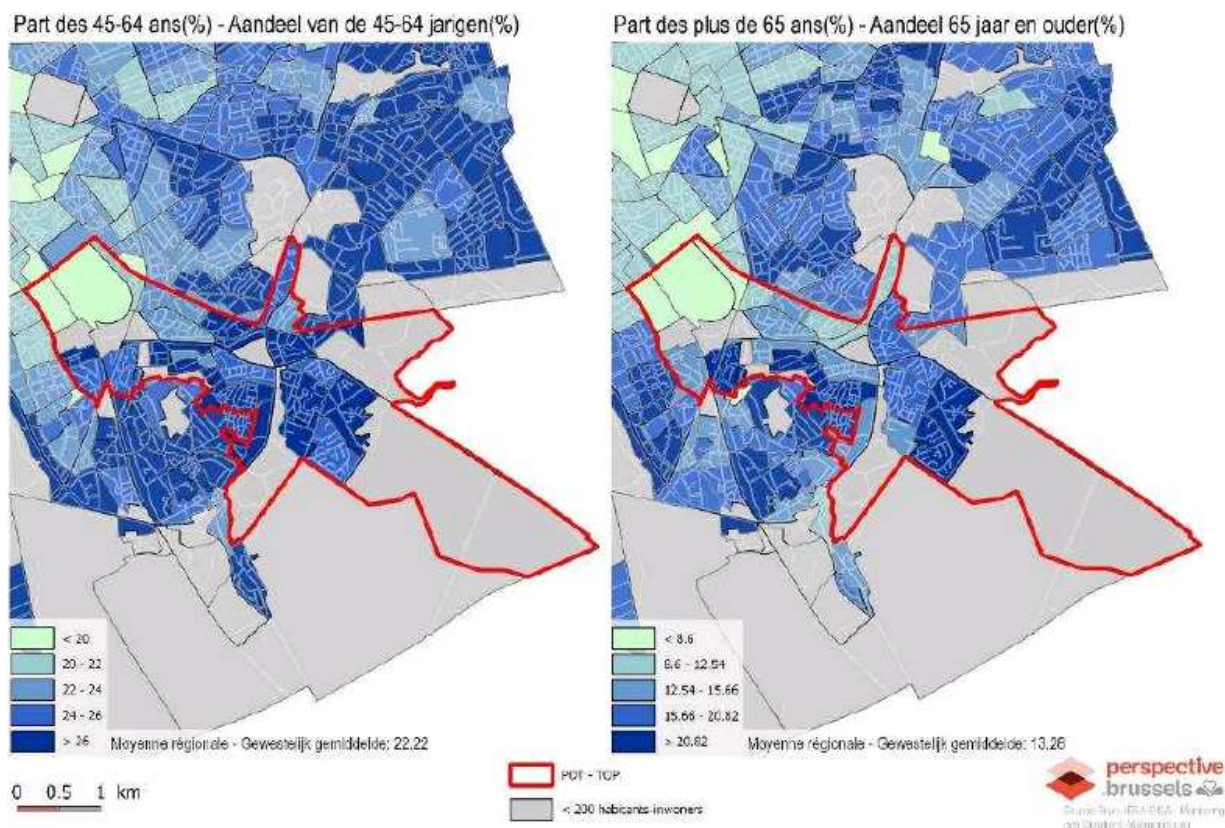 Part des 45-64 ans(%) - Aandeel van de 45-64 jarigen(%)
Part des plus de 65 ans(%) - Aandeel 65 jaar en ouder(%)
< 20
20 - 22
22 - 24
24 - 26
> 26
Moyenne régionale - Gewestelijk gemiddelde: 22,22
< 8.6
8.6 - 12.54
12.54 - 15.66
15.66 - 20.82
> 20.82
Moyenne régionale - Gewestelijk gemiddelde: 13,26
0 0.5 1 km
POT - TOP
< 200 habitants-inwoners
perspective
.brussels